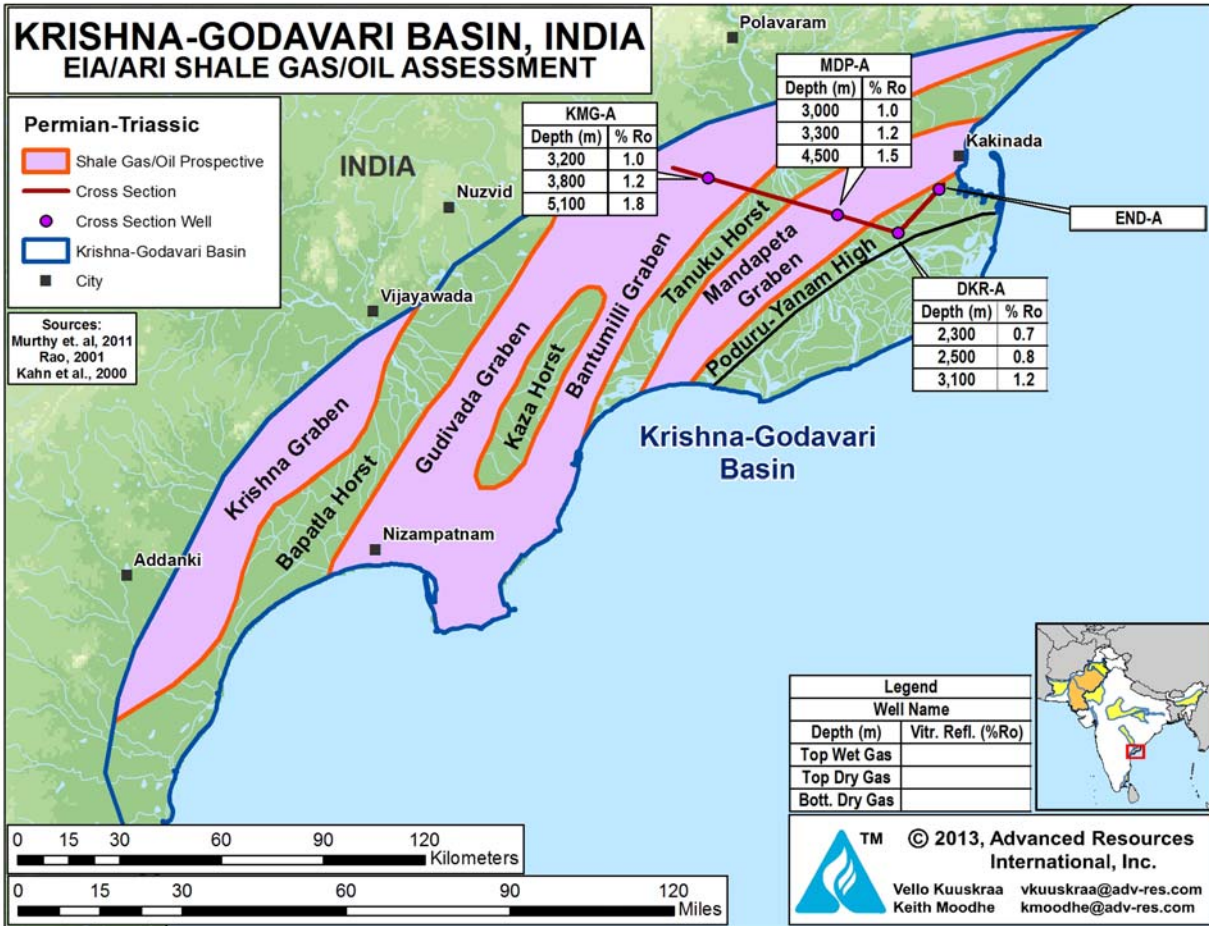 KRISHNA-GODAVARI BASIN, INDIA
EIA/ARI SHALE GAS/OIL ASSESSMENT
Permian-Triassic
Shale Gas/Oil Prospective
Cross Section
Cross Section Well
Krishna-Godavari Basin
City
Sources:
Murthy et. al, 2011
Rao, 2001
Kahn et al., 2000
Polavaram
KMG-A
Depth (m) % Ro
3,200 1.0
3,800 1.2
5,100 1.8
MDP-A
Depth (m) % Ro
3,000 1.0
3,300 1.2
4,500 1.5
Kakinada
END-A
DKR-A
Depth (m) % Ro
2,300 0.7
2,500 0.8
3,100 1.2
INDIA
Nuzvid
Vijayawada
Addanki
Nizampatnam
Krishna Graben
Bapatla Horst
Gudivada Graben
Kaza Horst
Bantumilli Graben
Tanuku Horst
Mandapeta
Graben
Poduru-Yanam High
Krishna-Godavari
Basin
Legend
Well Name
Depth (m) Vitr. Refl. (%Ro)
Top Wet Gas
Top Dry Gas
Bott. Dry Gas
0 15 30 60 90 120
Kilometers
0 15 30 60 90 120
Miles
TM
© 2013, Advanced Resources
International, Inc.
Vello Kuuskraa vkuuskraa@adv-res.com
Keith Moodhe kmoodhe@adv-res.com